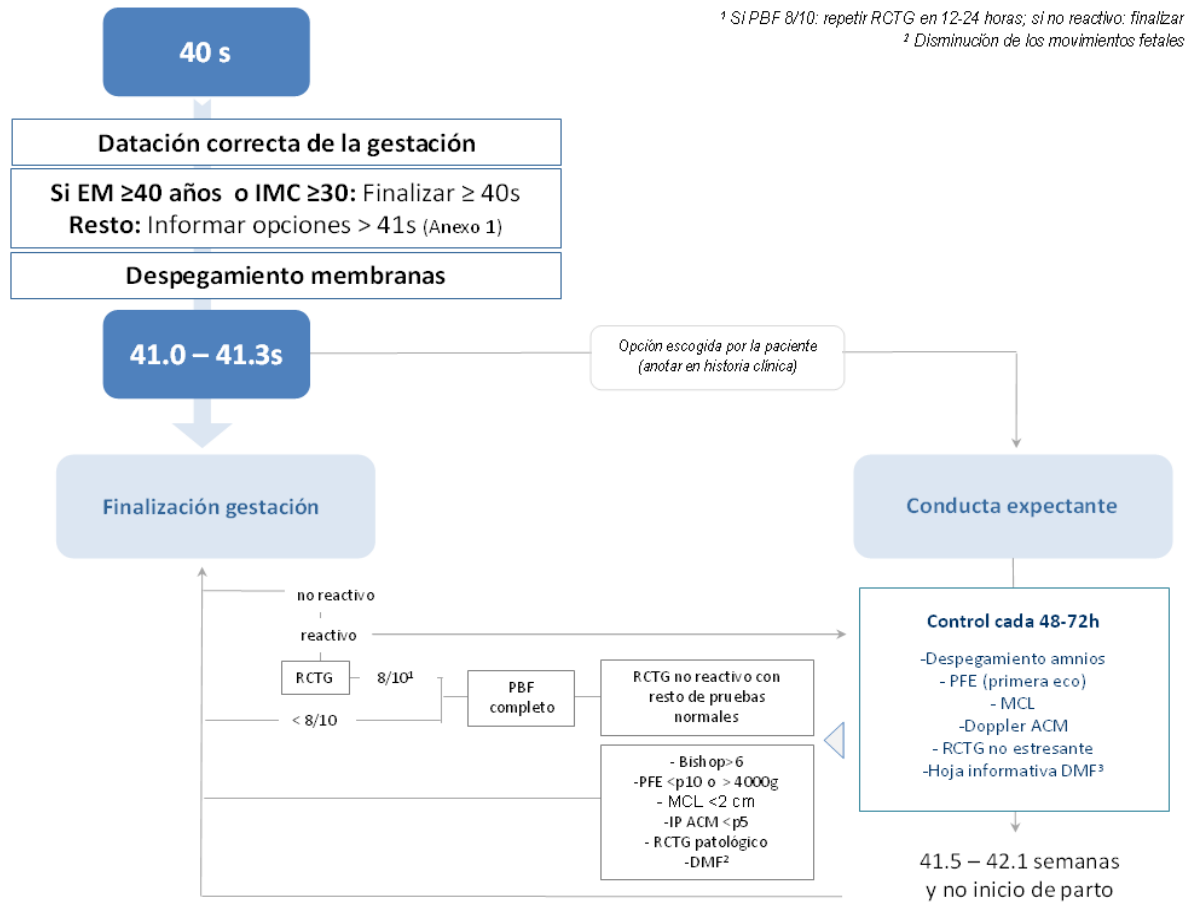 ¹ Si PBF 8/10: repetir RCTG en 12-24 horas; si no reactivo: finalizar
² Disminución de los movimientos fetales
40 s
Datación correcta de la gestación
Si EM ≥40 años o IMC ≥30: Finalizar ≥ 40s
Resto: Informar opciones > 41s (Anexo 1)
Despegamiento membranas
41.0 – 41.3s
Opción escogida por la paciente
(anotar en historia clínica)
Finalización gestación
Conducta expectante
no reactivo
reactivo
RCTG
8/10¹
< 8/10
PBF
completo
RCTG no reactivo con
resto de pruebas
normales
- Bishop>6
-PFE <p10 o > 4000g
- MCL <2 cm
-IP ACM <p5
- RCTG patológico
-DMF²
Control cada 48-72h
-Despegamiento amnios
- PFE (primera eco)
- MCL
-Doppler ACM
- RCTG no estresante
-Hoja informativa DMF³
41.5 – 42.1 semanas
y no inicio de parto